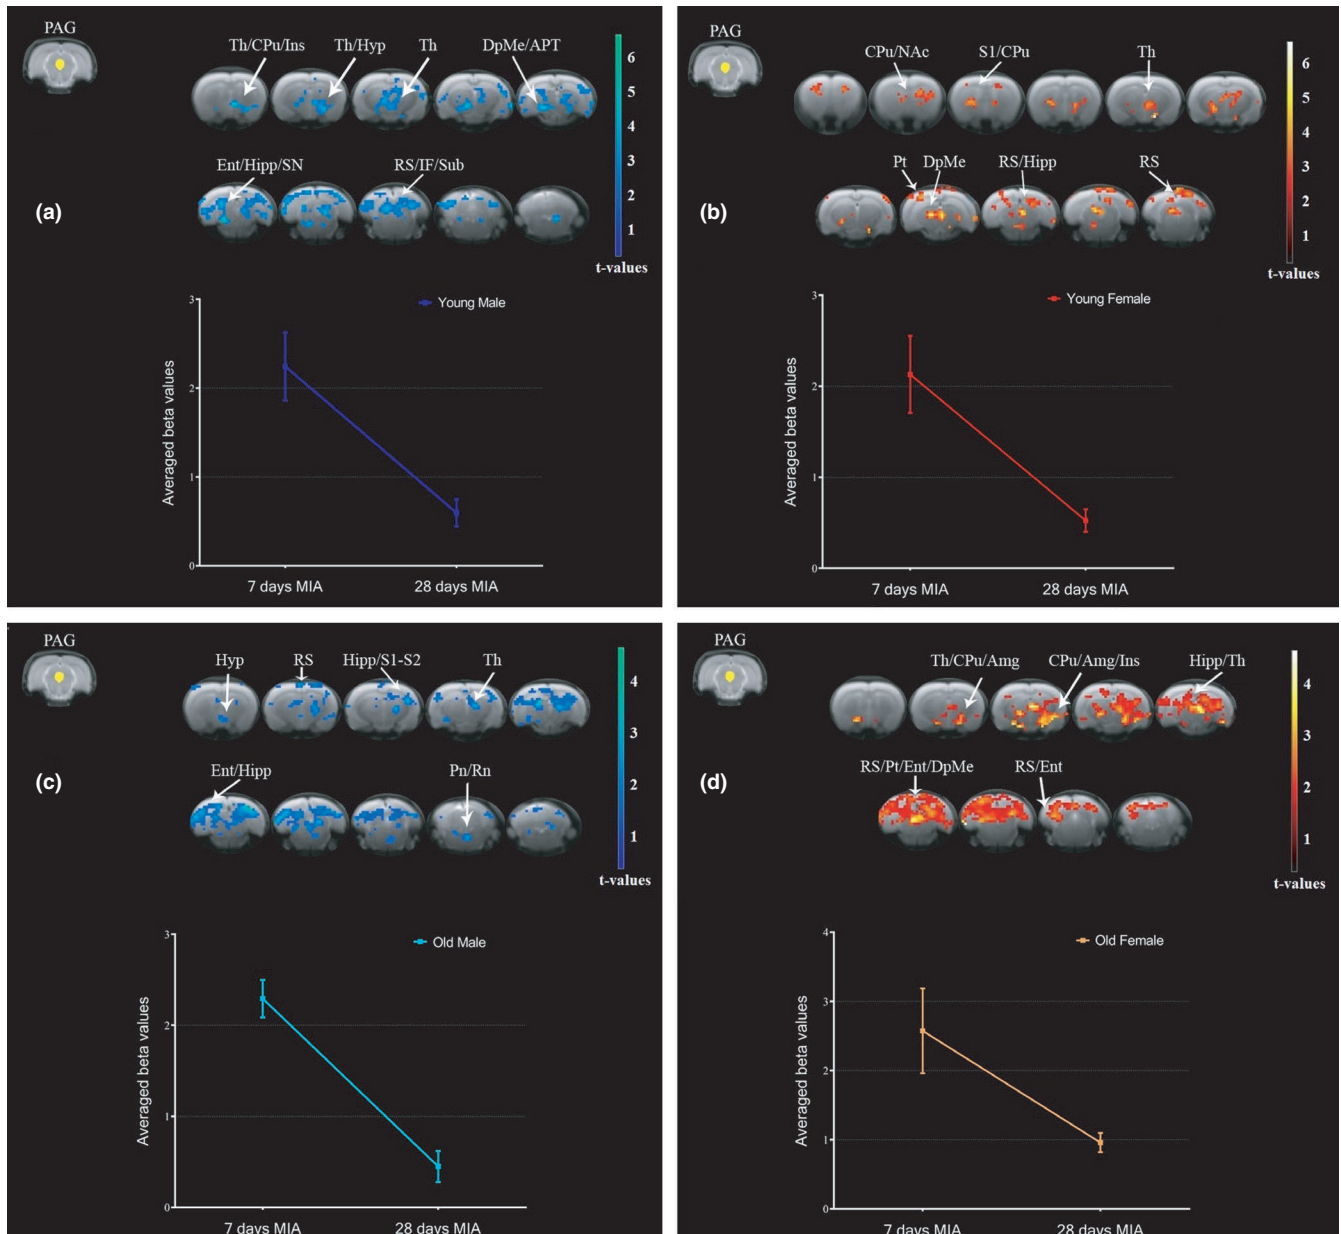 PAG
Th/CPu/Ins Th/Hyp Th DpMe/APT
Ent/Hipp/SN RS/IF/Sub
(a)
6
5
4
3
2
1
t-values
Young Male
Averaged beta values
3
2
1
0
7 days MIA 28 days MIA
PAG
CPu/NAc S1/CPu Th
Pt DpMe RS/Hipp RS
(b)
6
5
4
3
2
1
t-values
Young Female
Averaged beta values
3
2
1
0
7 days MIA 28 days MIA
PAG
Hyp RS Hipp/S1-S2 Th
Ent/Hipp Pn/Rn
(c)
4
3
2
1
t-values
Old Male
Averaged beta values
3
2
1
0
7 days MIA 28 days MIA
PAG
Th/CPu/Amg CPu/Amg/Ins Hipp/Th
RS/Pt/Ent/DpMe RS/Ent
(d)
4
3
2
1
t-values
Old Female
Averaged beta values
4
3
2
1
0
7 days MIA 28 days MIA